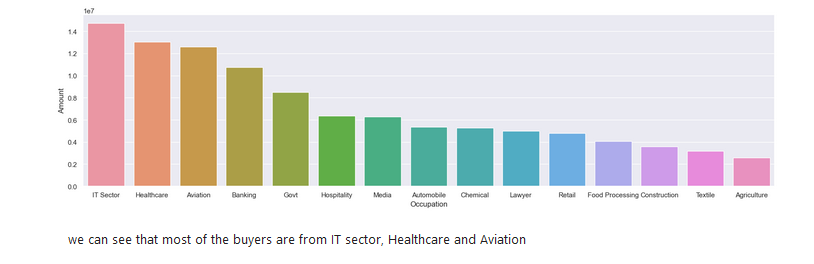 1e7
1.4
1.2
1.0
0.8
0.6
0.4
0.2
0.0
Amount
IT Sector Healthcare Aviation Banking Govt Hospitality Media Automobile Chemical Lawyer Retail Food Processing Construction Textile Agriculture
Occupation
we can see that most of the buyers are from IT sector, Healthcare and Aviation